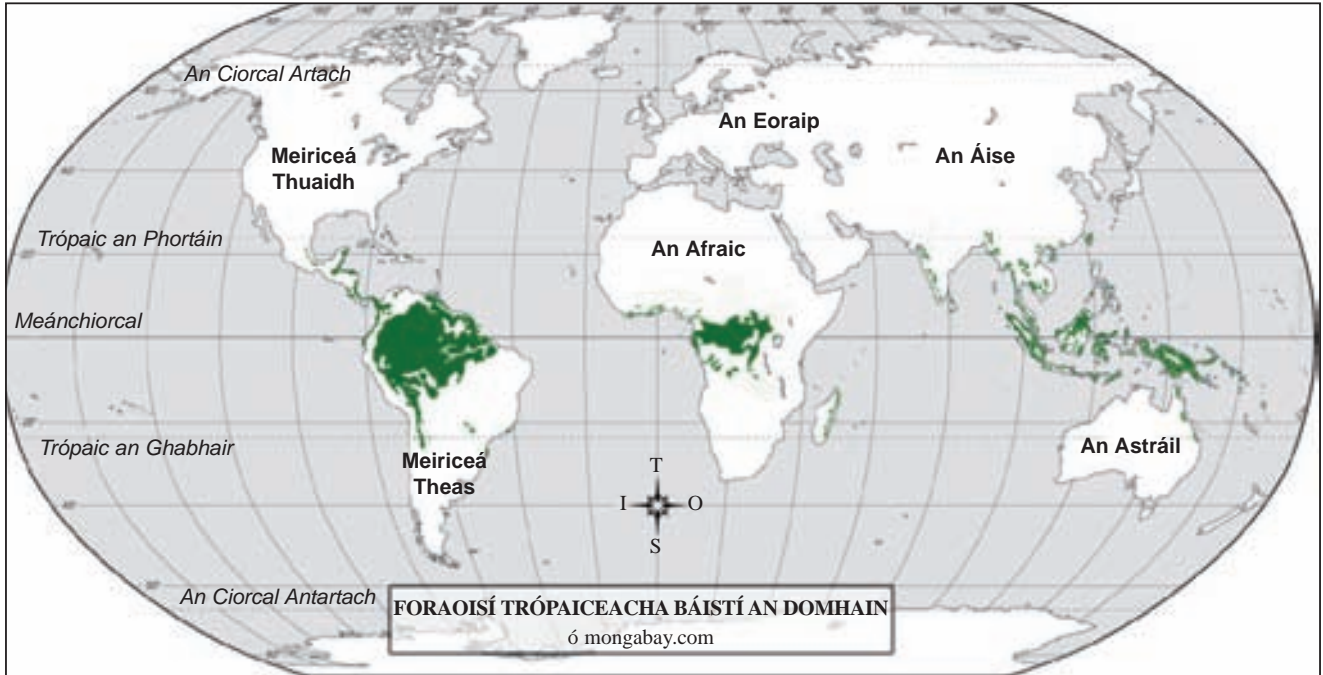 An Ciorcal Artach
An Eoraip
An Áise
Meiriceá
Thuaidh
Trópaic an Phortáin
An Afraic
Meánchiorcal
Trópaic an Ghabhair
Meiriceá
Theas
An Astráil
T
I O
S
An Ciorcal Antartach
FORAOISÍ TRÓPAICEACHA BÁISTÍ AN DOMHAIN
ó mongabay.com